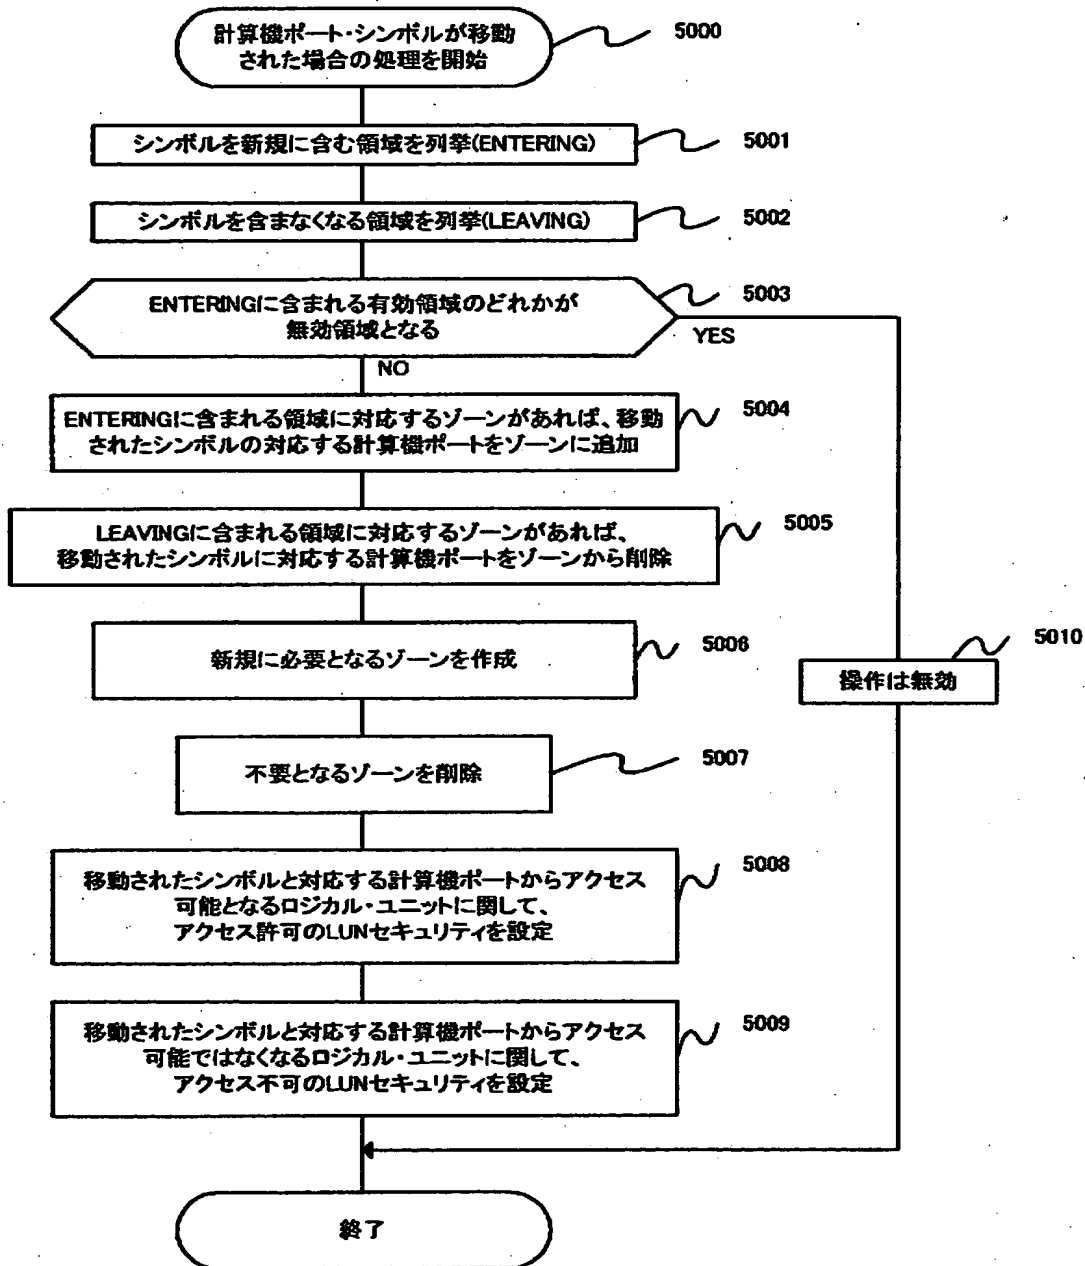 計算機ポート・シンボルが移動
された場合の処理を開始
5000
シンボルを新規に含む領域を列挙(ENTERING)
5001
シンボルを含まなくなる領域を列挙(LEAVING)
5002
ENTERINGに含まれる有効領域のどれかが
無効領域となる
5003
YES
NO
ENTERINGに含まれる領域に対応するゾーンがあれば、移動
されたシンボルの対応する計算機ポートをゾーンに追加
5004
LEAVINGに含まれる領域に対応するゾーンがあれば、
移動されたシンボルに対応する計算機ポートをゾーンから削除
5005
新規に必要となるゾーンを作成
5006
操作は無効
5010
不要となるゾーンを削除
5007
移動されたシンボルと対応する計算機ポートからアクセス
可能となるロジカル・ユニットに関して、
アクセス許可のLUNセキュリティを設定
5008
移動されたシンボルと対応する計算機ポートからアクセス
可能ではなくなるロジカル・ユニットに関して、
アクセス不可のLUNセキュリティを設定
5009
終了